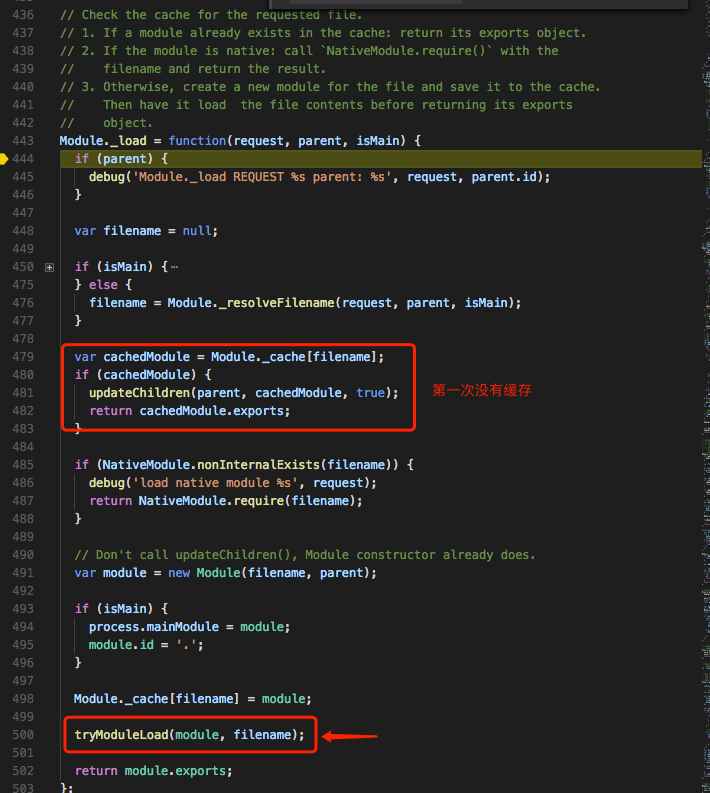 436 // Check the cache for the requested file.
437 // 1. If a module already exists in the cache: return its exports object.
438 // 2. If the module is native: call `NativeModule.require()` with the
439 //    filename and return the result.
440 // 3. Otherwise, create a new module for the file and save it to the cache.
441 //    Then have it load  the file contents before returning its exports
442 //    object.
443 Module._load = function(request, parent, isMain) {
444   if (parent) {
445     debug('Module._load REQUEST %s parent: %s', request, parent.id);
446   }
447
448   var filename = null;
449
450   if (isMain) {⋯
475   } else {
476     filename = Module._resolveFilename(request, parent, isMain);
477   }
478
479   var cachedModule = Module._cache[filename];
480   if (cachedModule) {
481     updateChildren(parent, cachedModule, true); 第一次没有缓存
482     return cachedModule.exports;
483   }
484
485   if (NativeModule.nonInternalExists(filename)) {
486     debug('load native module %s', request);
487     return NativeModule.require(filename);
488   }
489
490   // Don't call updateChildren(), Module constructor already does.
491   var module = new Module(filename, parent);
492
493   if (isMain) {
494     process.mainModule = module;
495     module.id = '.';
496   }
497
498   Module._cache[filename] = module;
499
500   tryModuleLoad(module, filename);
501
502   return module.exports;
503 };